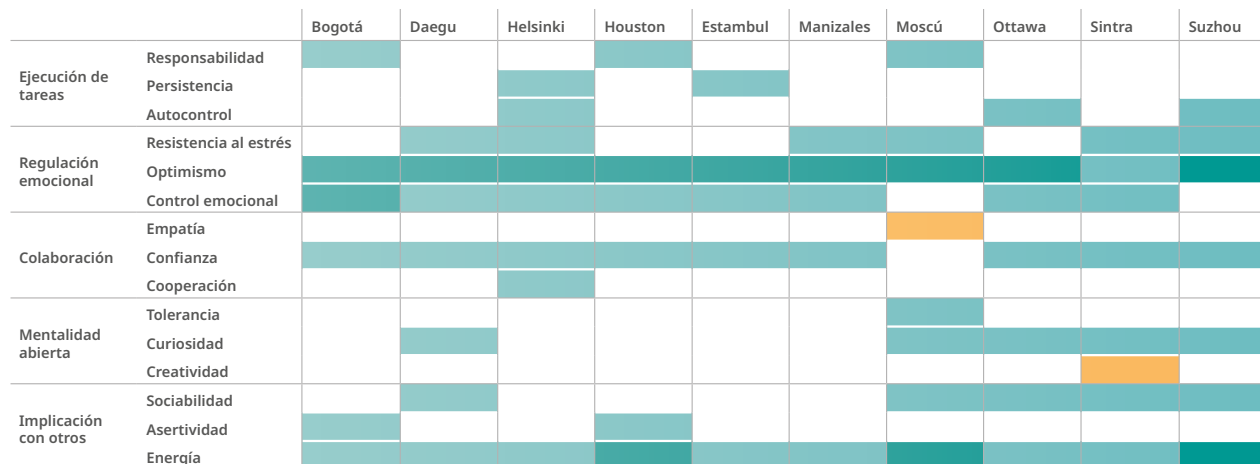 Bogotá Daegu Helsinki Houston Estambul Manizales Moscú Ottawa Sintra Suzhou
Ejecución de
tareas
Responsabilidad
Persistencia
Autocontrol
Regulación
emocional
Resistencia al estrés
Optimismo
Control emocional
Colaboración
Empatía
Confianza
Cooperación
Mentalidad
abierta
Tolerancia
Curiosidad
Creatividad
Implicación
con otros
Sociabilidad
Asertividad
Energía